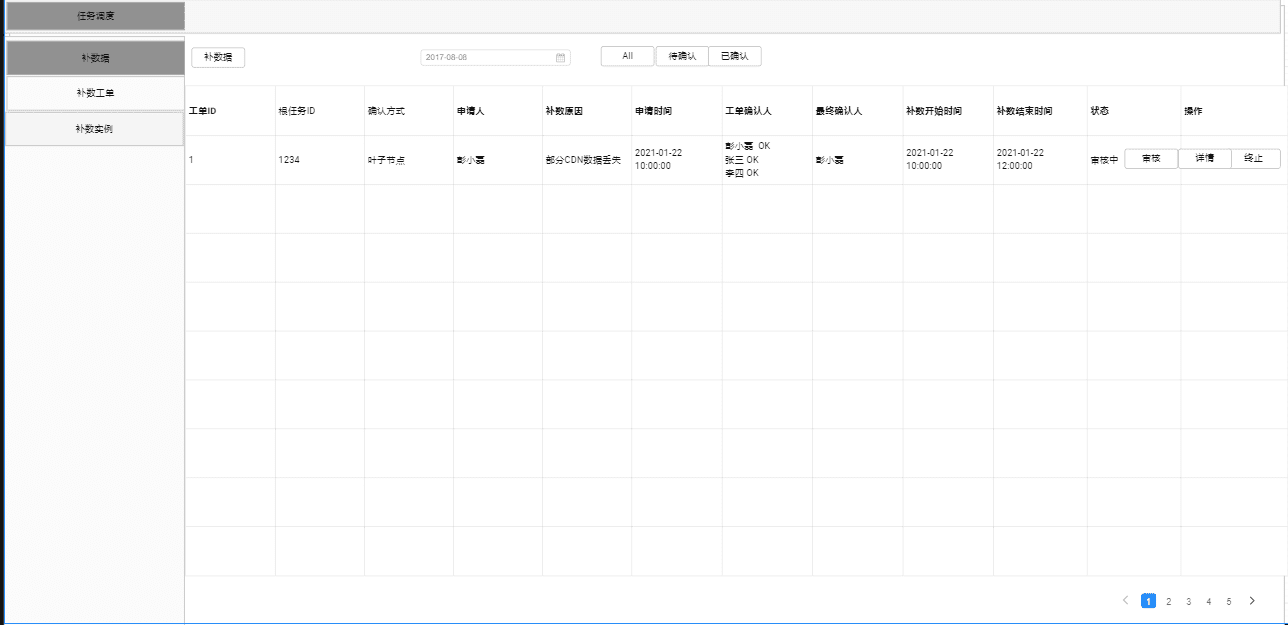 任务调度
补数据
补数工单
补数实例
补数据
2017-08-08
All
待确认
已确认
工单ID
根任务ID
确认方式
申请人
补数原因
申请时间
工单确认人
最终确认人
补数开始时间
补数结束时间
状态
操作
1
1234
叶子节点
彭小磊
部分CDN数据丢失
2021-01-22
10:00:00
彭小磊 OK
张三 OK
李四 OK
彭小磊
2021-01-22
10:00:00
2021-01-22
12:00:00
审核中
审核
详情
终止
1
2
3
4
5